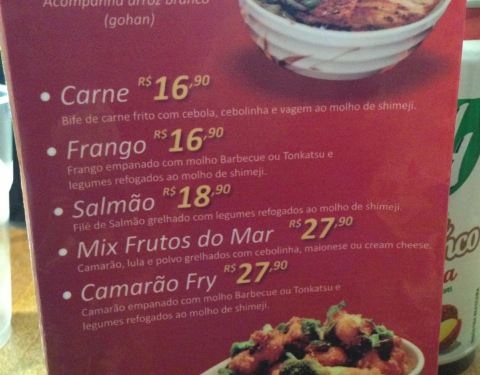 Acompanha arroz branco
(gohan)
• Carne R$ 16,90
Bife de carne frito com cebola, cebolinha e vagem ao molho de shimeji.
• Frango R$ 16,90
Frango empanado com molho Barbecue ou Tonkatsu e
legumes refogados ao molho de shimeji.
• Salmão R$ 18,90
Filé de Salmão grelhado com legumes refogados ao molho de shimeji.
• Mix Frutos do Mar R$ 27,90
Camarão, lula e polvo grelhados com cebolinha, maionese ou cream cheese.
• Camarão Fry R$ 27,90
Camarão empanado com molho Barbecue ou Tonkatsu e
legumes refogados ao molho de shimeji.